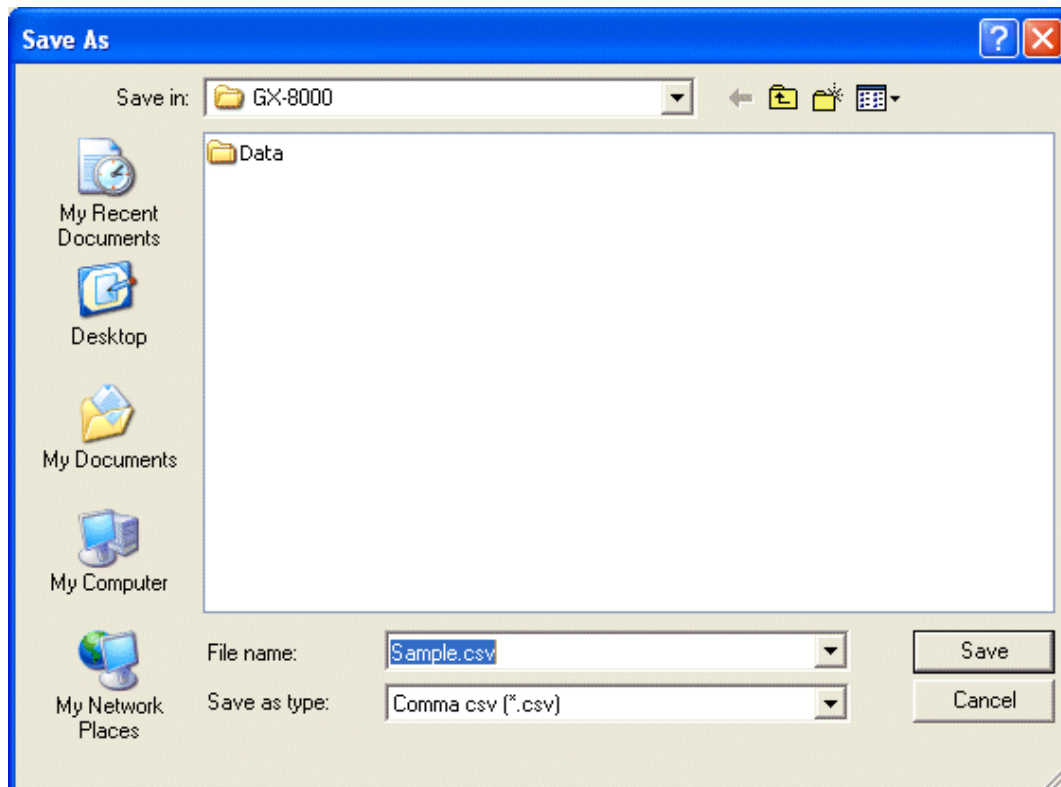 Save As
Save in:
GX-8000
Data
My Recent
Documents
Desktop
My Documents
My Computer
My Network
Places
File name:
Sample.csv
Save
Save as type:
Comma csv (*.csv)
Cancel